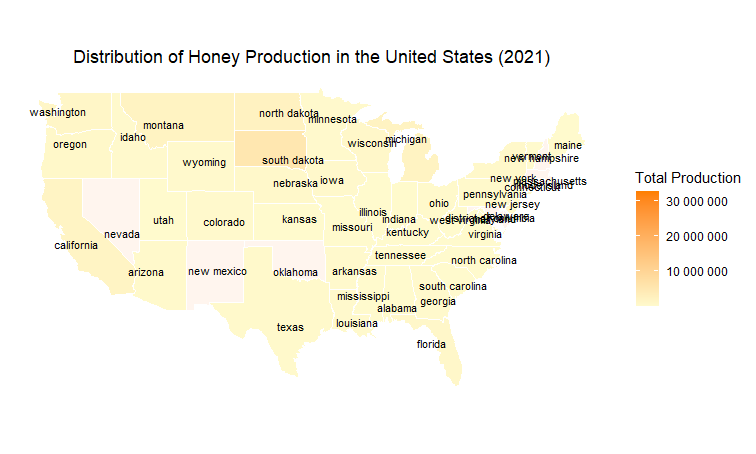 Distribution of Honey Production in the United States (2021)
washington
montana
north dakota
minnesota
oregon
idaho
wisconsin
michigan
maine
vermont
new hampshire
wyoming
south dakota
nebraska
iowa
new york
massachusetts
rhode island
connecticut
pennsylvania
new jersey
ohio
illinois
indiana
utah
colorado
kansas
missouri
kentucky
west virginia
delaware
virginia
california
nevada
arizona
new mexico
oklahoma
arkansas
tennessee
north carolina
mississippi
alabama
georgia
south carolina
texas
louisiana
florida
Total Production
30 000 000
20 000 000
10 000 000